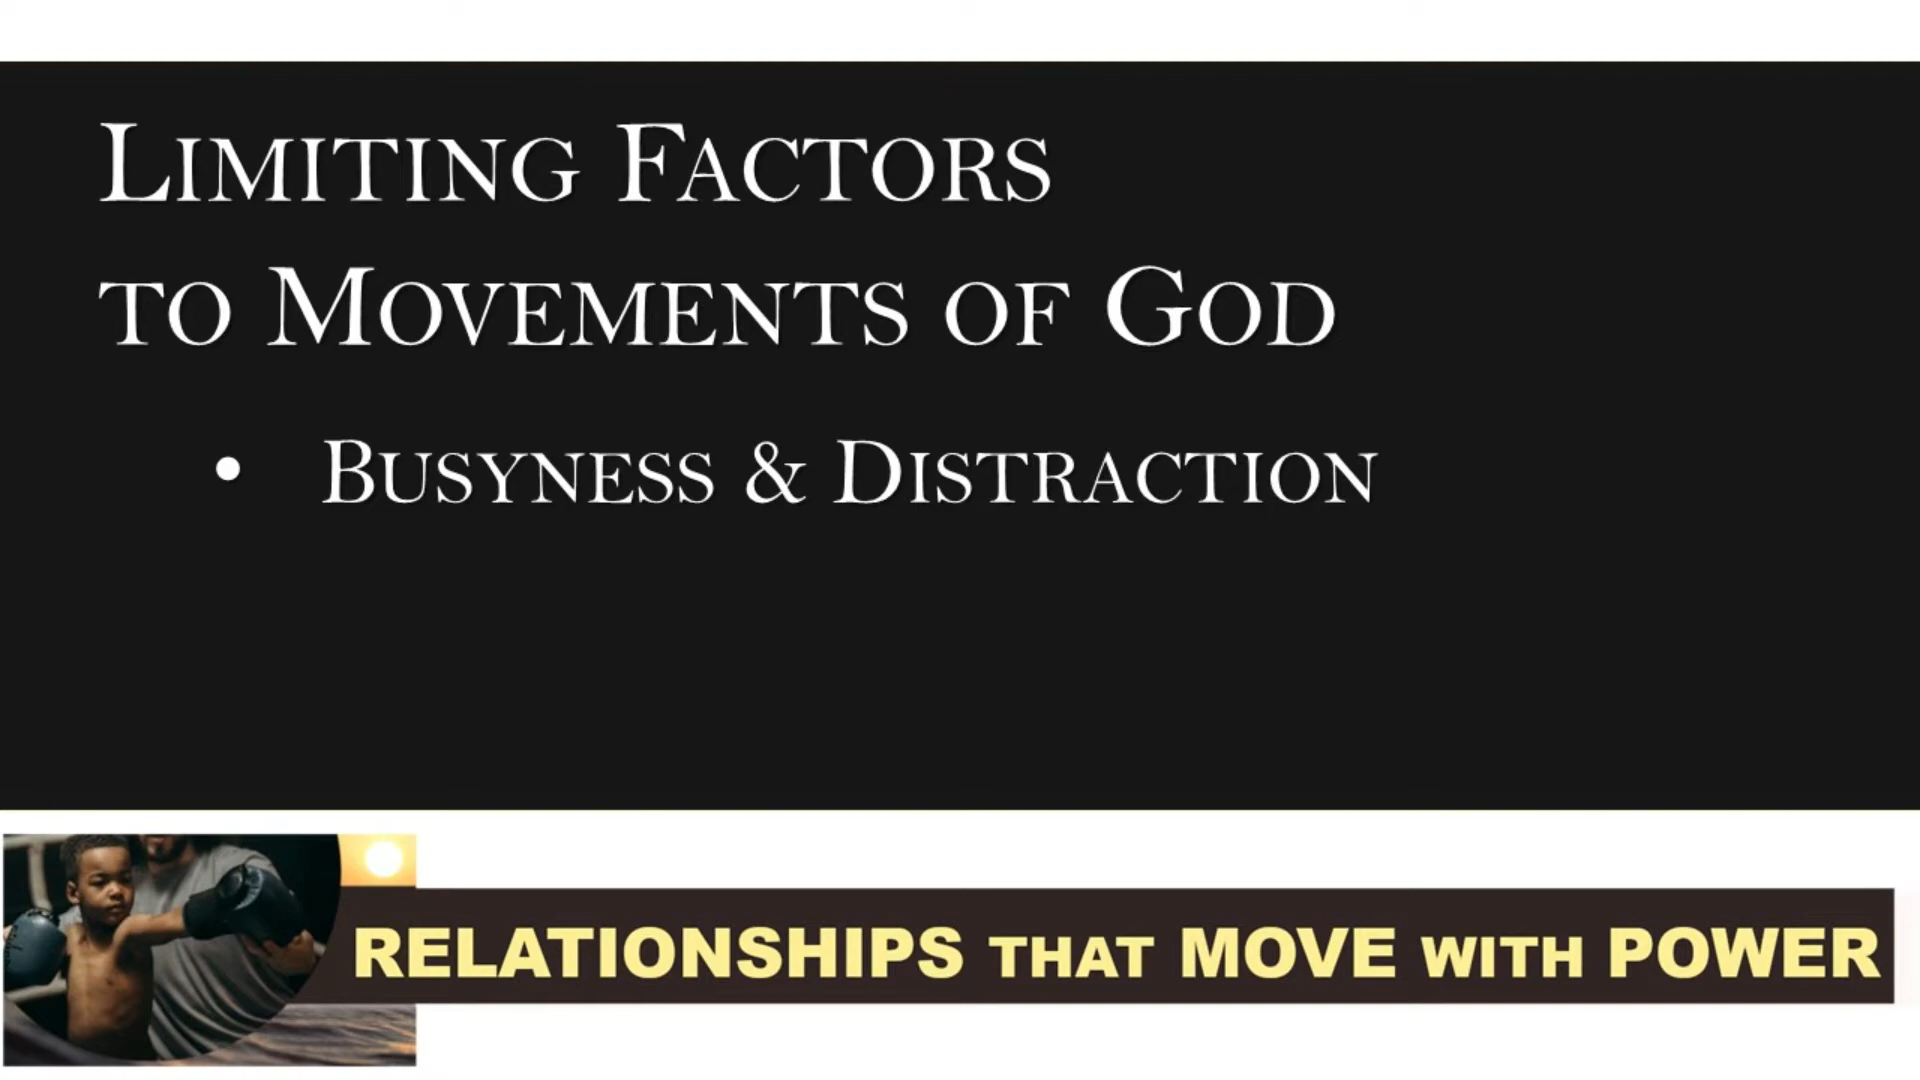 Limiting Factors
to Movements of God
• Busyness & Distraction
RELATIONSHIPS THAT MOVE WITH POWER